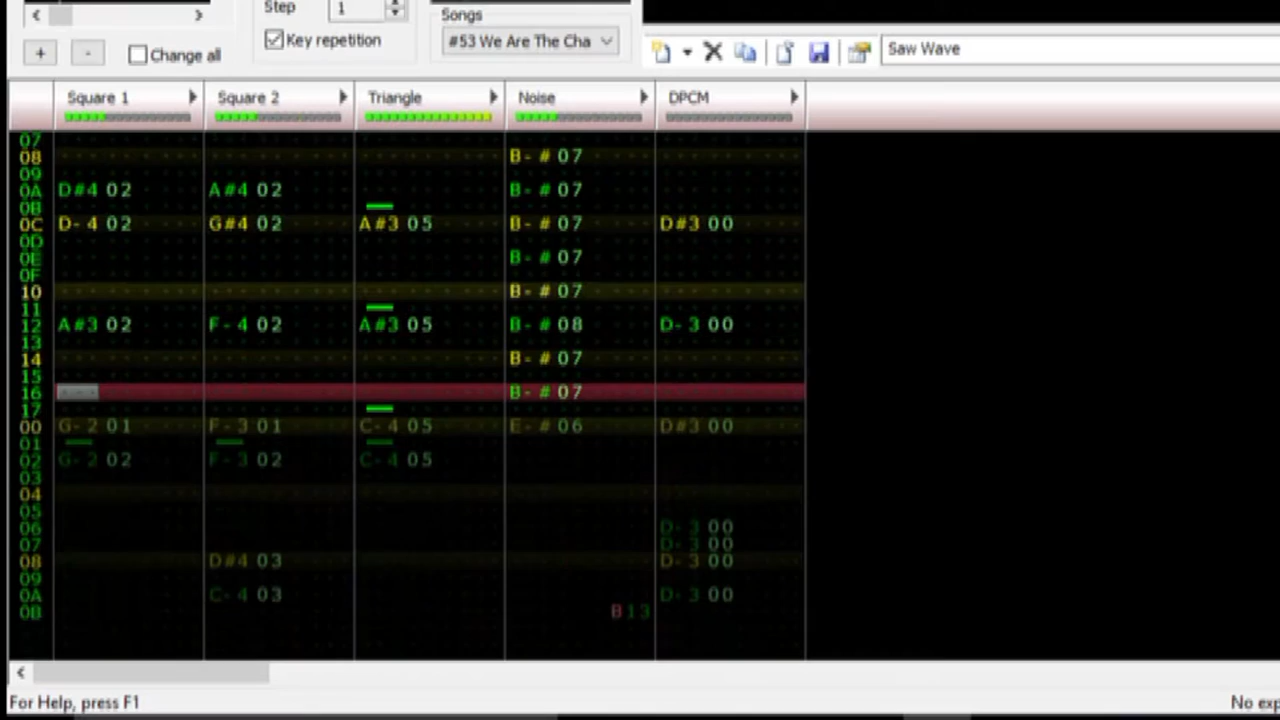 Step 1
Songs
Key repetition
#53 We Are The Cha
+ - Change all
Saw Wave
Square 1 Square 2 Triangle Noise DPCM
07
08 B-# 07
09
0A D#4 02 A#4 02 B-# 07
0B
0C D-4 02 G#4 02 A#3 05 B-# 07 D#3 00
0D
0E B-# 07
0F
10 B-# 07
11
12 A#3 02 F-4 02 A#3 05 B-# 08 D-3 00
13
14 B-# 07
15
16 B-# 07
17
00 G-2 01 F-3 01 C-4 05 E-# 06 D#3 00
01
02 G-2 02 F-3 02 C-4 05
03
04
05
06 D-3 00
07 D-3 00
08 D#4 03 D-3 00
09
0A C-4 03 D-3 00
0B B13
For Help, press F1
No exp